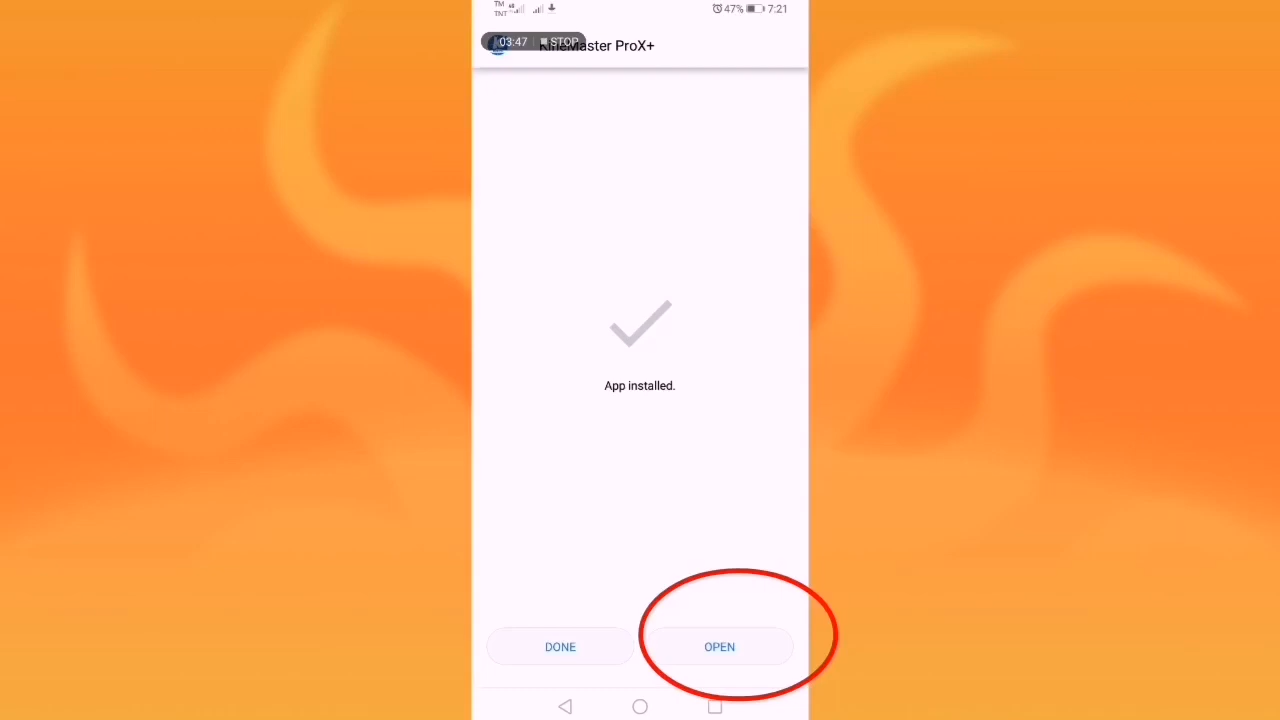 TM
TNT
47% 7:21
03:47 STOP
KineMaster ProX+
App installed.
DONE
OPEN